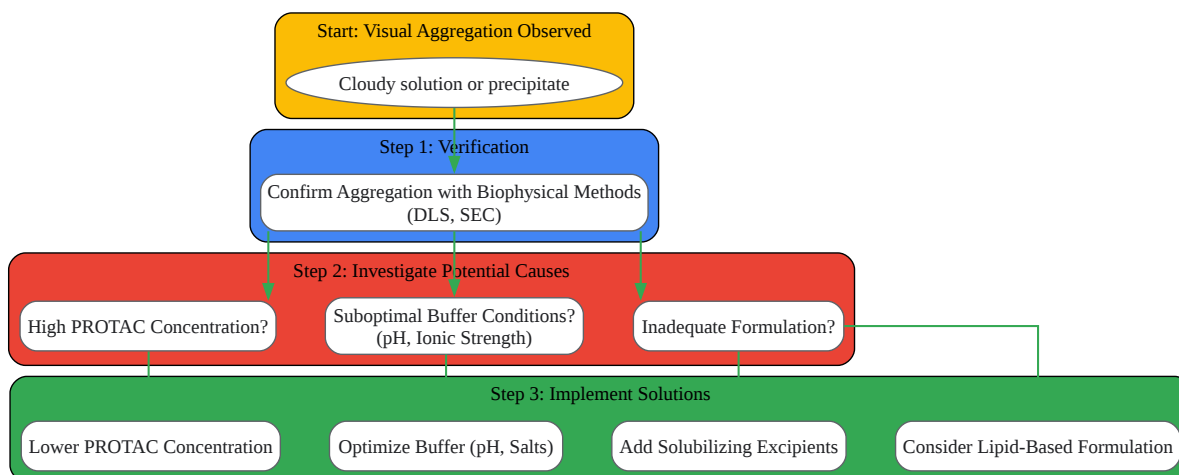 Start: Visual Aggregation Observed
Cloudy solution or precipitate
Step 1: Verification
Confirm Aggregation with Biophysical Methods
(DLS, SEC)
Step 2: Investigate Potential Causes
High PROTAC Concentration?
Suboptimal Buffer Conditions?
(pH, Ionic Strength)
Inadequate Formulation?
Step 3: Implement Solutions
Lower PROTAC Concentration
Optimize Buffer (pH, Salts)
Add Solubilizing Excipients
Consider Lipid-Based Formulation